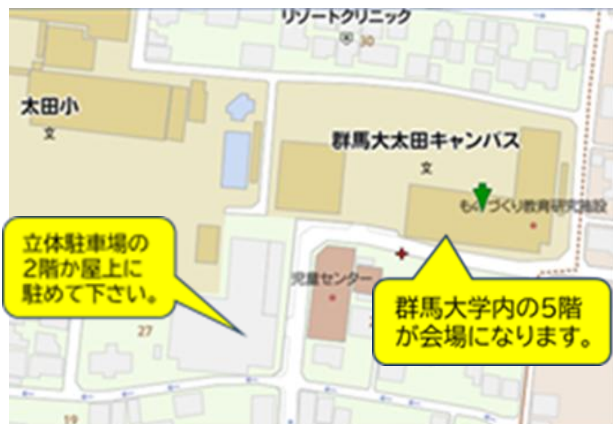 リゾートクリニック
30
太田小
文
群馬大太田キャンパス
文
ものづくり教育研究施設
立体駐車場の
2階か屋上に
駐めて下さい。
児童センター
群馬大学内の5階
が会場になります。
27
19